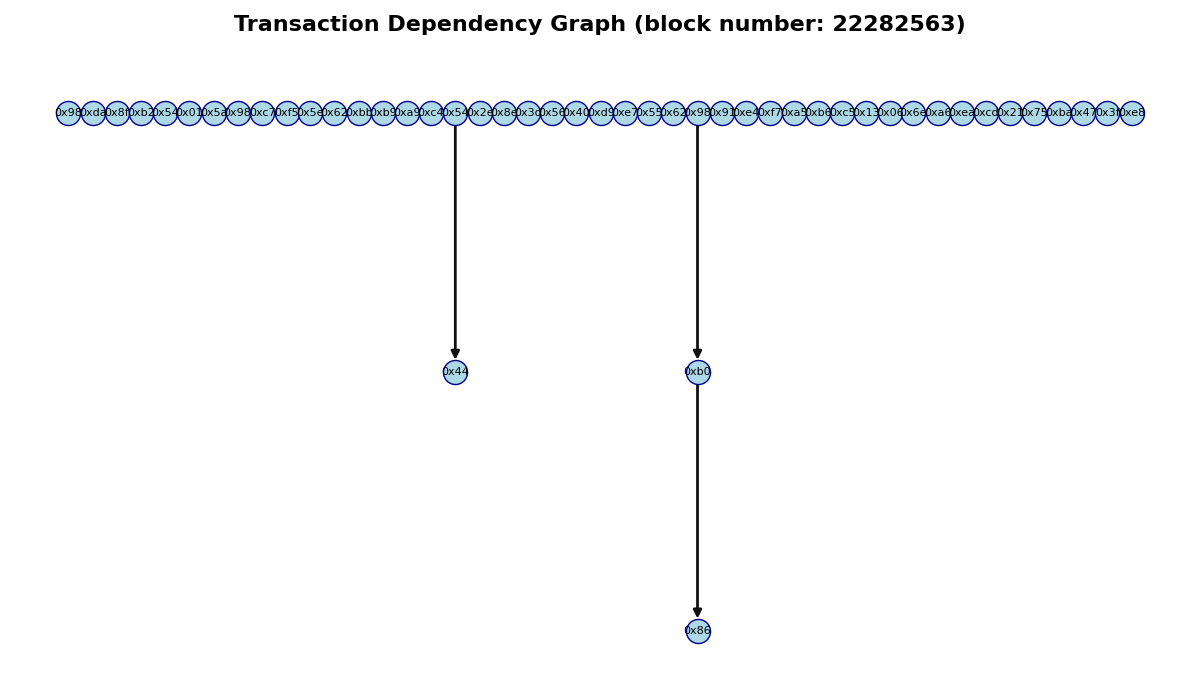 Transaction Dependency Graph (block number: 22282563)
0x98 0xda 0x8f 0xb2 0x54 0x01 0x5a 0x98 0xc7 0xf5 0x5e 0x62 0xbb 0xb9 0xa9 0xc4 0x54 0x2e 0x8e 0x56 0x40 0xd9 0xe7 0x55 0x62 0x98 0x91 0xe4 0xf7 0xa5 0xb6 0xc5 0x13 0x06 0x6e 0xa6 0xea 0xcd 0x21 0x75 0xba 0x47 0x3f 0xe8
0x44 0xb0
0x86